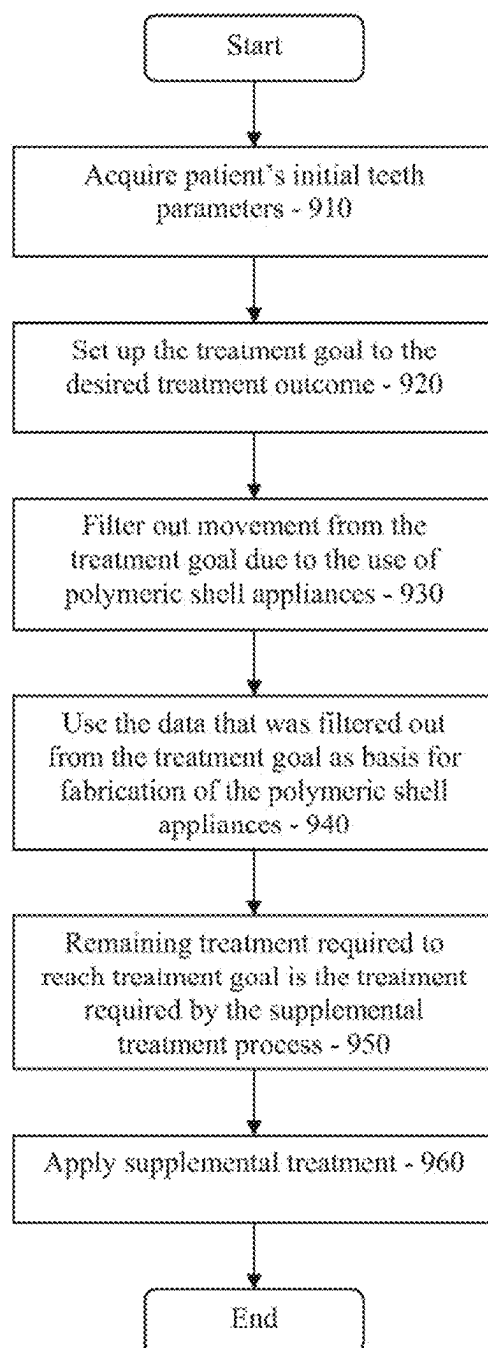 Start
Acquire patient's initial teeth
parameters - 910
Set up the treatment goal to the
desired treatment outcome - 920
Filter out movement from the
treatment goal due to the use of
polymeric shell appliances - 930
Use the data that was filtered out
from the treatment goal as basis for
fabrication of the polymeric shell
appliances - 940
Remaining treatment required to
reach treatment goal is the treatment
required by the supplemental
treatment process - 950
Apply supplemental treatment - 960
End